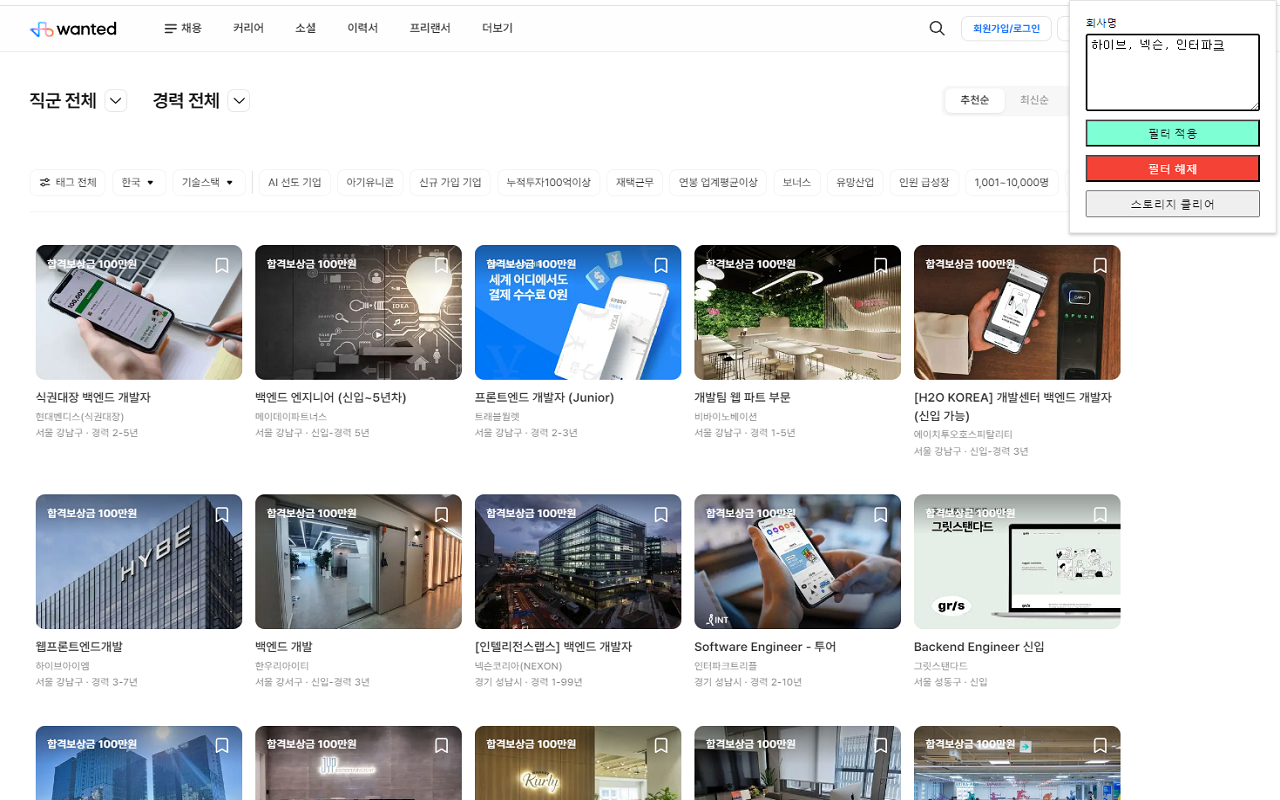 wanted
채용
커리어
소셜
이력서
프리랜서
더보기
회원가입/로그인
회사명
하이브, 넥슨, 인터파크
필터 적용
필터 해제
스토리지 클리어
직군 전체
경력 전체
추천순
최신순
태그 전체
한국
기술스택
AI 선도 기업
아기유니콘
신규 가입 기업
누적투자100억이상
재택근무
연봉 업계평균이상
보너스
유망산업
인원 급성장
1,001~10,000명
합격보상금 100만원
합격보상금 100만원
IDEA
합격보상금 100만원
세계 어디에서도
결제 수수료 0원
VISA
합격보상금 100만원
합격보상금 100만원
식권대장 백엔드 개발자
현대벤디스(식권대장)
서울 강남구 · 경력 2-5년
백엔드 엔지니어 (신입~5년차)
메이데이파트너스
서울 강남구 · 신입-경력 5년
프론트엔드 개발자 (Junior)
트래블월렛
서울 강남구 · 경력 2-3년
개발팀 웹 파트 부문
비바이노베이션
서울 강남구 · 경력 1-5년
[H2O KOREA] 개발센터 백엔드 개발자
(신입 가능)
에이치투오호스피탈리티
서울 강남구 · 신입-경력 3년
합격보상금 100만원
HYBE
합격보상금 100만원
합격보상금 100만원
합격보상금 100만원
INT
합격보상금 100만원
그릿스탠다드
gr/s
웹프론트엔드개발
하이브아이엠
서울 강남구 · 경력 3-7년
백엔드 개발
한우리아이티
서울 강서구 · 신입-경력 3년
[인텔리전스랩스] 백엔드 개발자
넥슨코리아(NEXON)
경기 성남시 · 경력 1-99년
Software Engineer - 투어
인터파크트리플
경기 성남시 · 경력 2-10년
Backend Engineer 신입
그릿스탠다드
서울 성동구 · 신입
합격보상금 100만원
합격보상금 100만원
JYP
합격보상금 100만원
Kurly
합격보상금 100만원
합격보상금 100만원